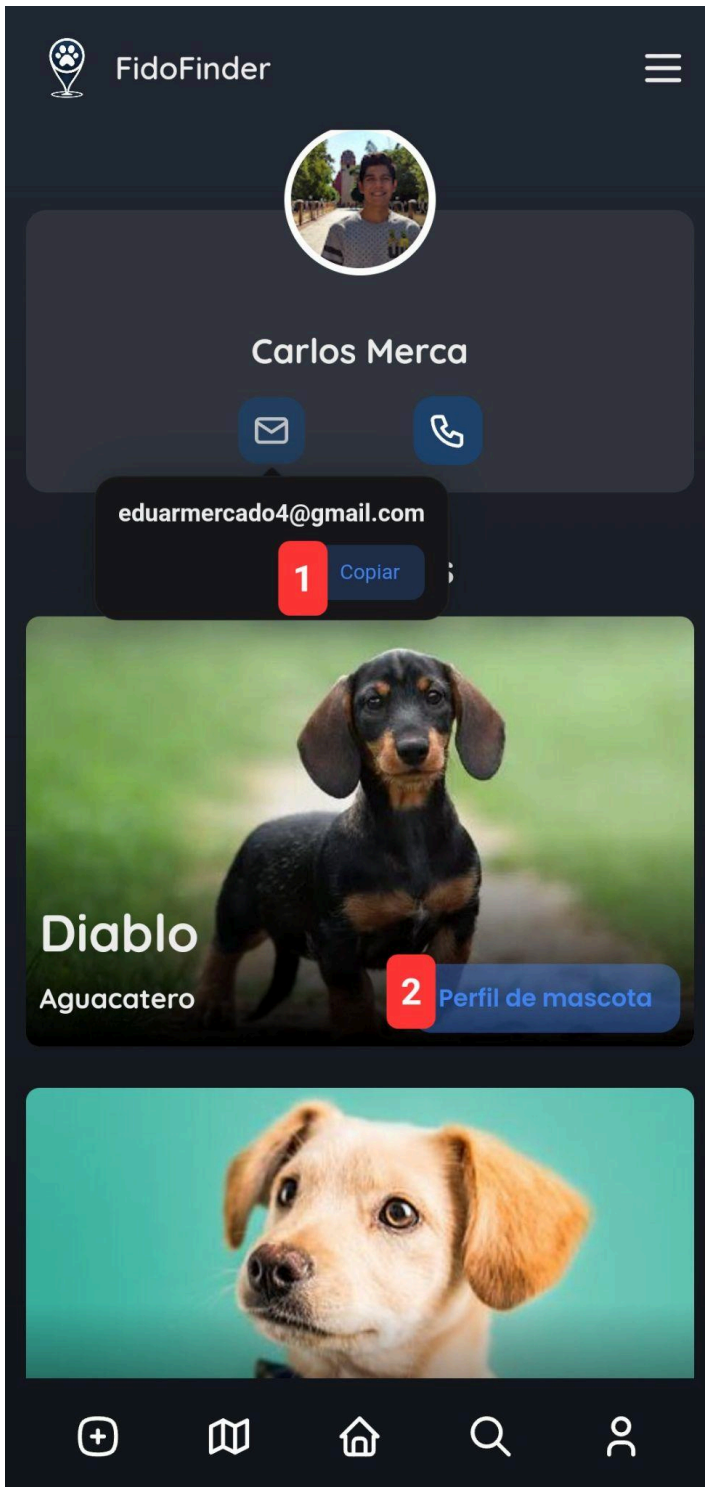 FidoFinder
Carlos Merca
eduarmercado4@gmail.com
1 Copiar
Diablo
Aguacatero
2 Perfil de mascota